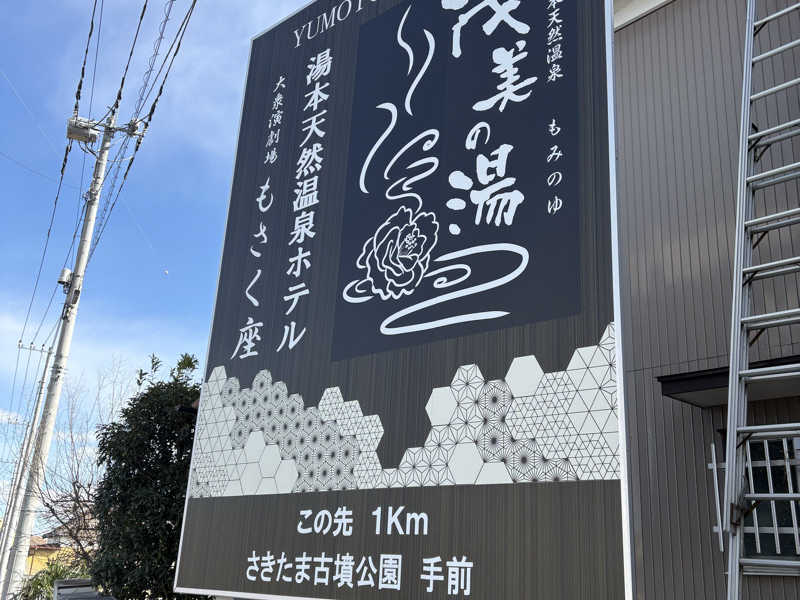 YUMO
本天然温泉 もみのゆ
茂美の湯
湯本天然温泉ホテル
大衆演劇場 もさく座
この先 1Km
さきたま古墳公園 手前